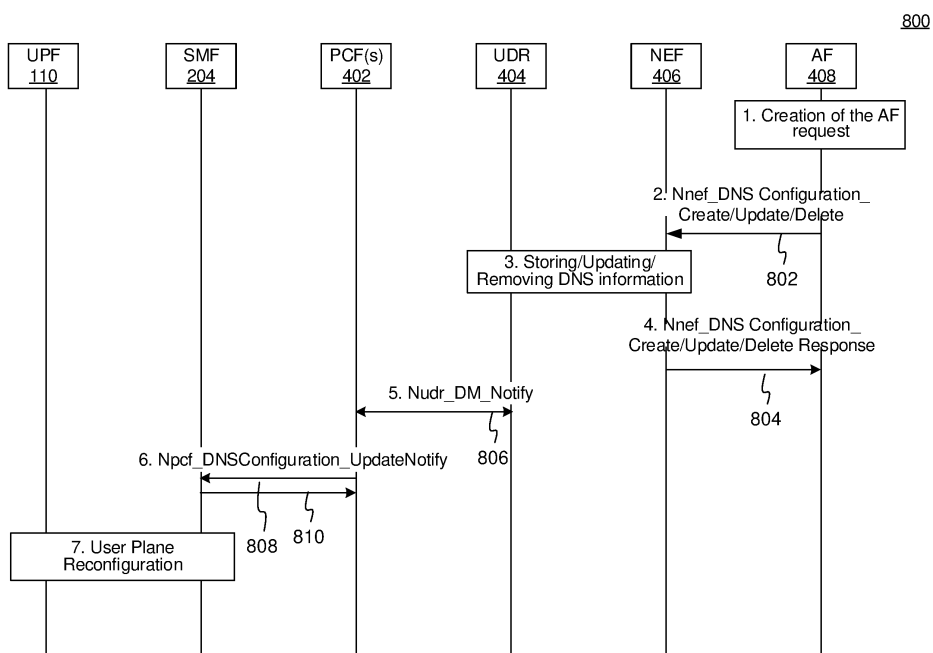 800
UPF
110
SMF
204
PCF(s)
402
UDR
404
NEF
406
AF
408
1. Creation of the AF
request
2. Nnef_DNS Configuration_
Create/Update/Delete
802
3. Storing/Updating/
Removing DNS information
4. Nnef_DNS Configuration_
Create/Update/Delete Response
804
5. Nudr_DM_Notify
806
6. Npcf_DNSConfiguration_UpdateNotify
808
810
7. User Plane
Reconfiguration